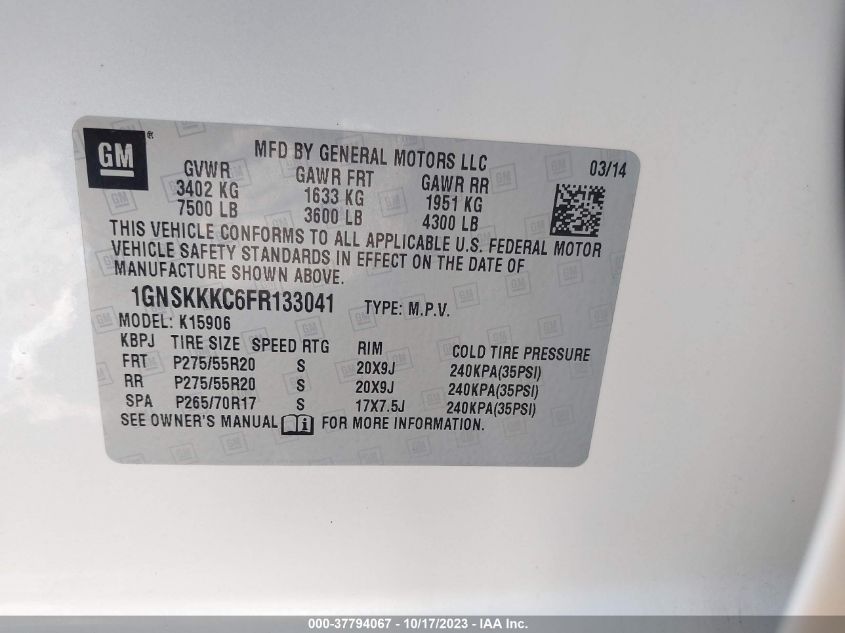 GM
MFD BY GENERAL MOTORS LLC 03/14
GVWR GAWR FRT GAWR RR
3402 KG 1633 KG 1951 KG
7500 LB 3600 LB 4300 LB
THIS VEHICLE CONFORMS TO ALL APPLICABLE U.S. FEDERAL MOTOR
VEHICLE SAFETY STANDARDS IN EFFECT ON THE DATE OF
MANUFACTURE SHOWN ABOVE.
1GNSKKKC6FR133041 TYPE: M.P.V.
MODEL: K15906
KBPJ TIRE SIZE SPEED RTG RIM COLD TIRE PRESSURE
FRT P275/55R20 S 20X9J 240KPA(35PSI)
RR P275/55R20 S 20X9J 240KPA(35PSI)
SPA P265/70R17 S 17X7.5J 240KPA(35PSI)
SEE OWNER'S MANUAL FOR MORE INFORMATION.
000-37794067 - 10/17/2023 - IAA Inc.